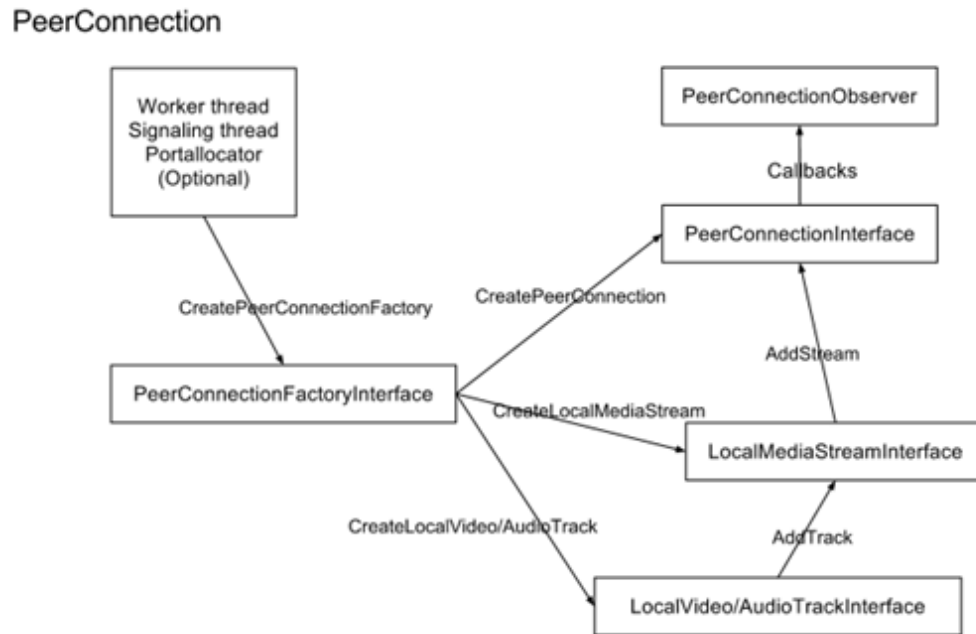 PeerConnection
Worker thread
Signaling thread
Portallocator
(Optional)
PeerConnectionObserver
Callbacks
PeerConnectionInterface
CreatePeerConnectionFactory
CreatePeerConnection
AddStream
PeerConnectionFactoryInterface
CreateLocalMediaStream
LocalMediaStreamInterface
CreateLocalVideo/AudioTrack
AddTrack
LocalVideo/AudioTrackInterface